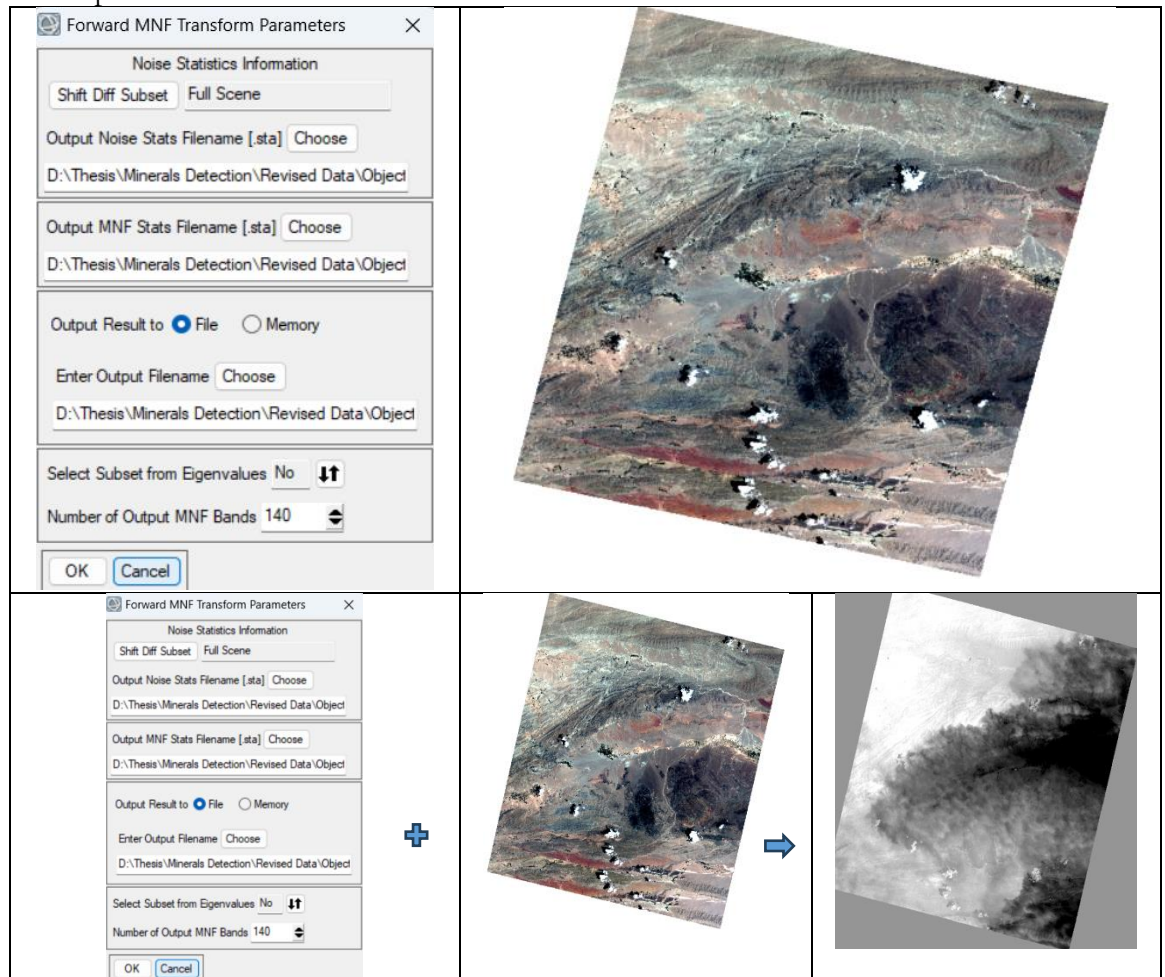 Forward MNF Transform Parameters
Noise Statistics Information
Shift Diff Subset Full Scene
Output Noise Stats Filename [.sta] Choose
D:\Thesis\Minerals Detection\Revised Data\Object
Output MNF Stats Filename [.sta] Choose
D:\Thesis\Minerals Detection\Revised Data\Object
Output Result to File Memory
Enter Output Filename Choose
D:\Thesis\Minerals Detection\Revised Data\Object
Select Subset from Eigenvalues No
Number of Output MNF Bands 140
OK Cancel
Forward MNF Transform Parameters
Noise Statistics Information
Shift Diff Subset Full Scene
Output Noise Stats Filename [.sta] Choose
D:\Thesis\Minerals Detection\Revised Data\Object
Output MNF Stats Filename [.sta] Choose
D:\Thesis\Minerals Detection\Revised Data\Object
Output Result to File Memory
Enter Output Filename Choose
D:\Thesis\Minerals Detection\Revised Data\Object
Select Subset from Eigenvalues No
Number of Output MNF Bands 140
OK Cancel